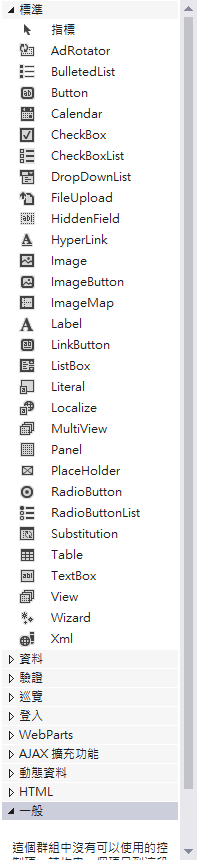 標準
指標
AdRotator
BulletedList
Button
Calendar
CheckBox
CheckBoxList
DropDownList
FileUpload
HiddenField
HyperLink
Image
ImageButton
ImageMap
Label
LinkButton
ListBox
Literal
Localize
MultiView
Panel
PlaceHolder
RadioButton
RadioButtonList
Substitution
Table
TextBox
View
Wizard
Xml
資料
驗證
巡覽
登入
WebParts
AJAX 擴充功能
動態資料
HTML
一般
這個群組中沒有可以使用的控